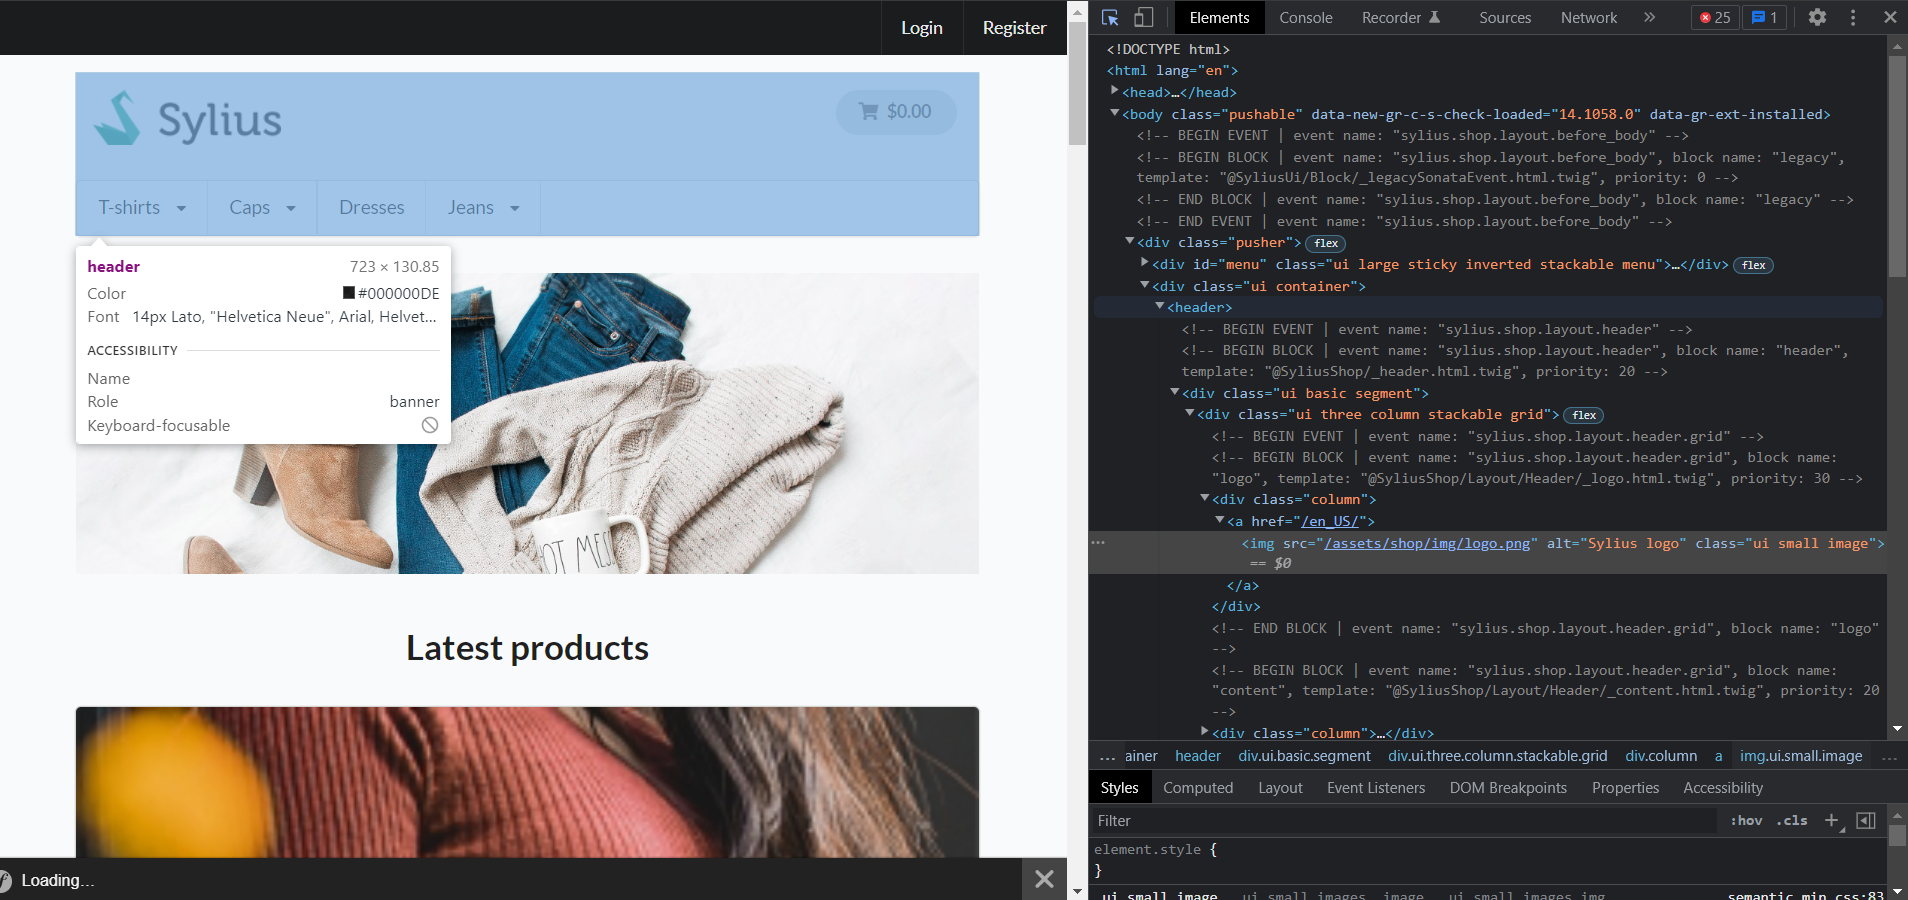 Login
Register
Sylius
$0.00
T-shirts
Caps
Dresses
Jeans
header 723 × 130.85
Color #000000DE
Font 14px Lato, "Helvetica Neue", Arial, Helvet...
ACCESSIBILITY
Name
Role banner
Keyboard-focusable
OT MESS
Latest products
Loading...
Elements
Console
Recorder
Sources
Network
25
1
<!DOCTYPE html>
<html lang="en">
<head>…</head>
<body class="pushable" data-new-gr-c-s-check-loaded="14.1058.0" data-gr-ext-installed>
<!-- BEGIN EVENT | event name: "sylius.shop.layout.before_body" -->
<!-- BEGIN BLOCK | event name: "sylius.shop.layout.before_body", block name: "legacy",
template: "@SyliusUi/Block/_legacySonataEvent.html.twig", priority: 0 -->
<!-- END BLOCK | event name: "sylius.shop.layout.before_body", block name: "legacy" -->
<!-- END EVENT | event name: "sylius.shop.layout.before_body" -->
<div class="pusher"> flex
<div id="menu" class="ui large sticky inverted stackable menu">…</div> flex
<div class="ui container">
<header>
<!-- BEGIN EVENT | event name: "sylius.shop.layout.header" -->
<!-- BEGIN BLOCK | event name: "sylius.shop.layout.header", block name: "header",
template: "@SyliusShop/_header.html.twig", priority: 20 -->
<div class="ui basic segment">
<div class="ui three column stackable grid"> flex
<!-- BEGIN EVENT | event name: "sylius.shop.layout.header.grid" -->
<!-- BEGIN BLOCK | event name: "sylius.shop.layout.header.grid", block name:
"logo", template: "@SyliusShop/Layout/Header/_logo.html.twig", priority: 30 -->
<div class="column">
<a href="/en_US/">
<img src="/assets/shop/img/logo.png" alt="Sylius logo" class="ui small image">
== $0
</a>
</div>
<!-- END BLOCK | event name: "sylius.shop.layout.header.grid", block name: "logo"
-->
<!-- BEGIN BLOCK | event name: "sylius.shop.layout.header.grid", block name:
"content", template: "@SyliusShop/Layout/Header/_content.html.twig", priority: 20
-->
<div class="column">…</div>
... ainer header div.ui.basic.segment div.ui.three.column.stackable.grid div.column a img.ui.small.image ...
Styles
Computed
Layout
Event Listeners
DOM Breakpoints
Properties
Accessibility
Filter
:hov .cls +
element.style {
}
.ui.small.image, .ui.small.images .image, .ui.small.images img semantic.min.css:83